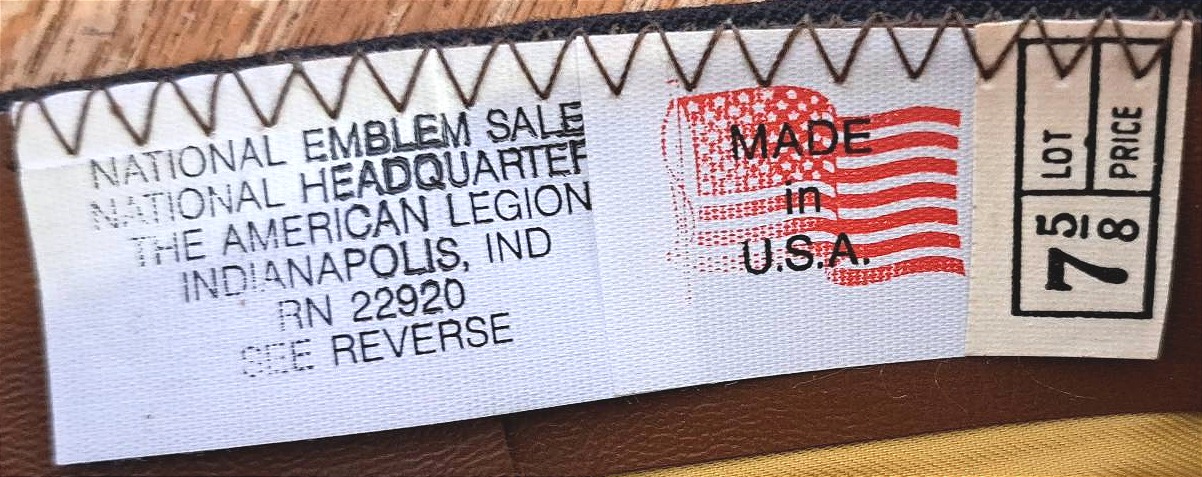 NATIONAL EMBLEM SALE
NATIONAL HEADQUARTER
THE AMERICAN LEGION
INDIANAPOLIS, IND
RN 22920
SEE REVERSE
MADE
in
U.S.A.
LOT
PRICE
7 5/8